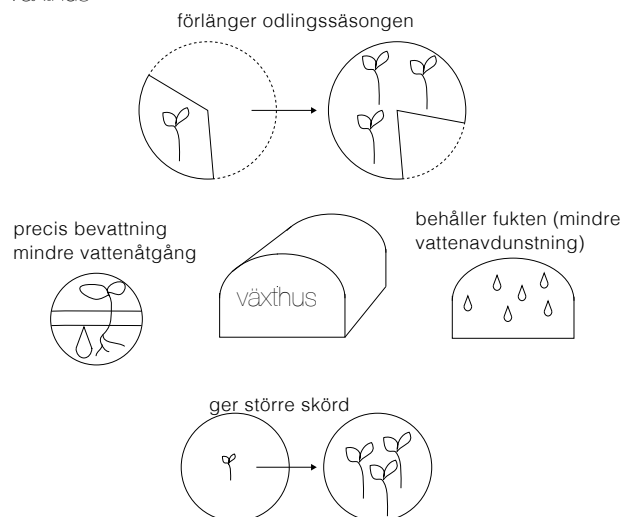 förlänger odlingssäsongen
precis bevattning
mindre vattenåtgång
behåller fukten (mindre
vattenavdunstning)
växthus
ger större skörd